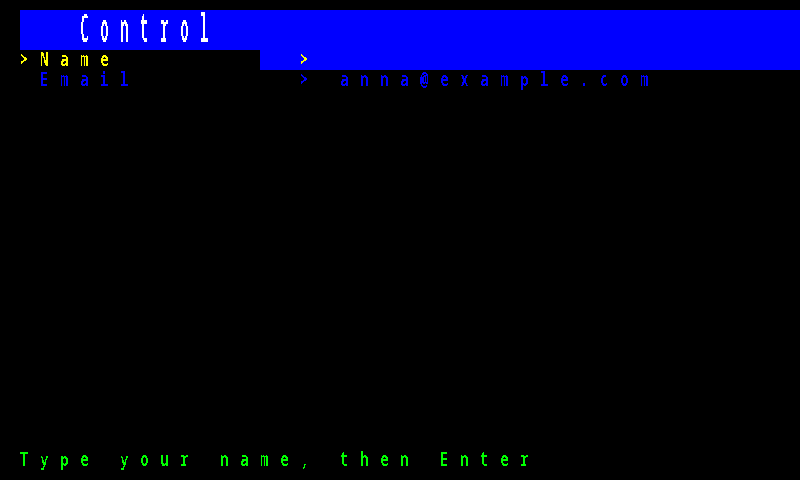 Control
> Name >
Email > anna@example.com
Type your name, then Enter